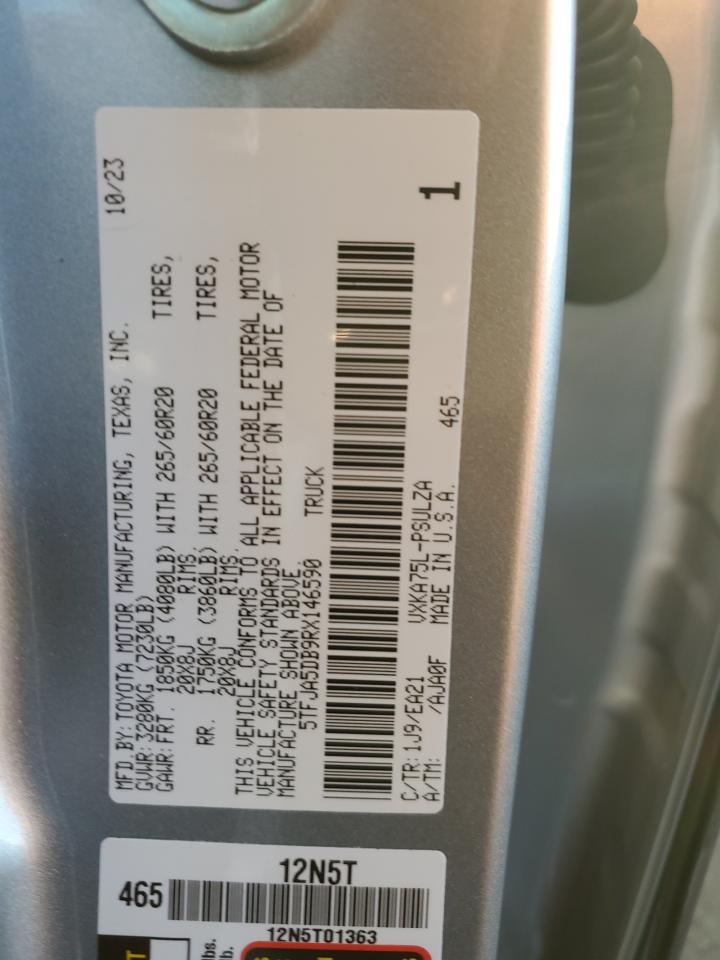 MFD.BY:TOYOTA MOTOR MANUFACTURING, TEXAS, INC. 10/23
GVWR:3280KG (7230LB)
GAWR:FRT. 1850KG (4080LB) WITH 265/60R20 TIRES,
20X8J RIMS.
RR. 1750KG (3860LB) WITH 265/60R20 TIRES,
20X8J RIMS.
THIS VEHICLE CONFORMS TO ALL APPLICABLE FEDERAL MOTOR
VEHICLE SAFETY STANDARDS IN EFFECT ON THE DATE OF
MANUFACTURE SHOWN ABOVE.
5TFJA5DB9RX146590 TRUCK
C/TR:1J9/EA21 VXKA75L-PSULZA
A/TM: /AJA0F MADE IN U.S.A. 465
1
12N5T
465
12N5T01363
lbs.